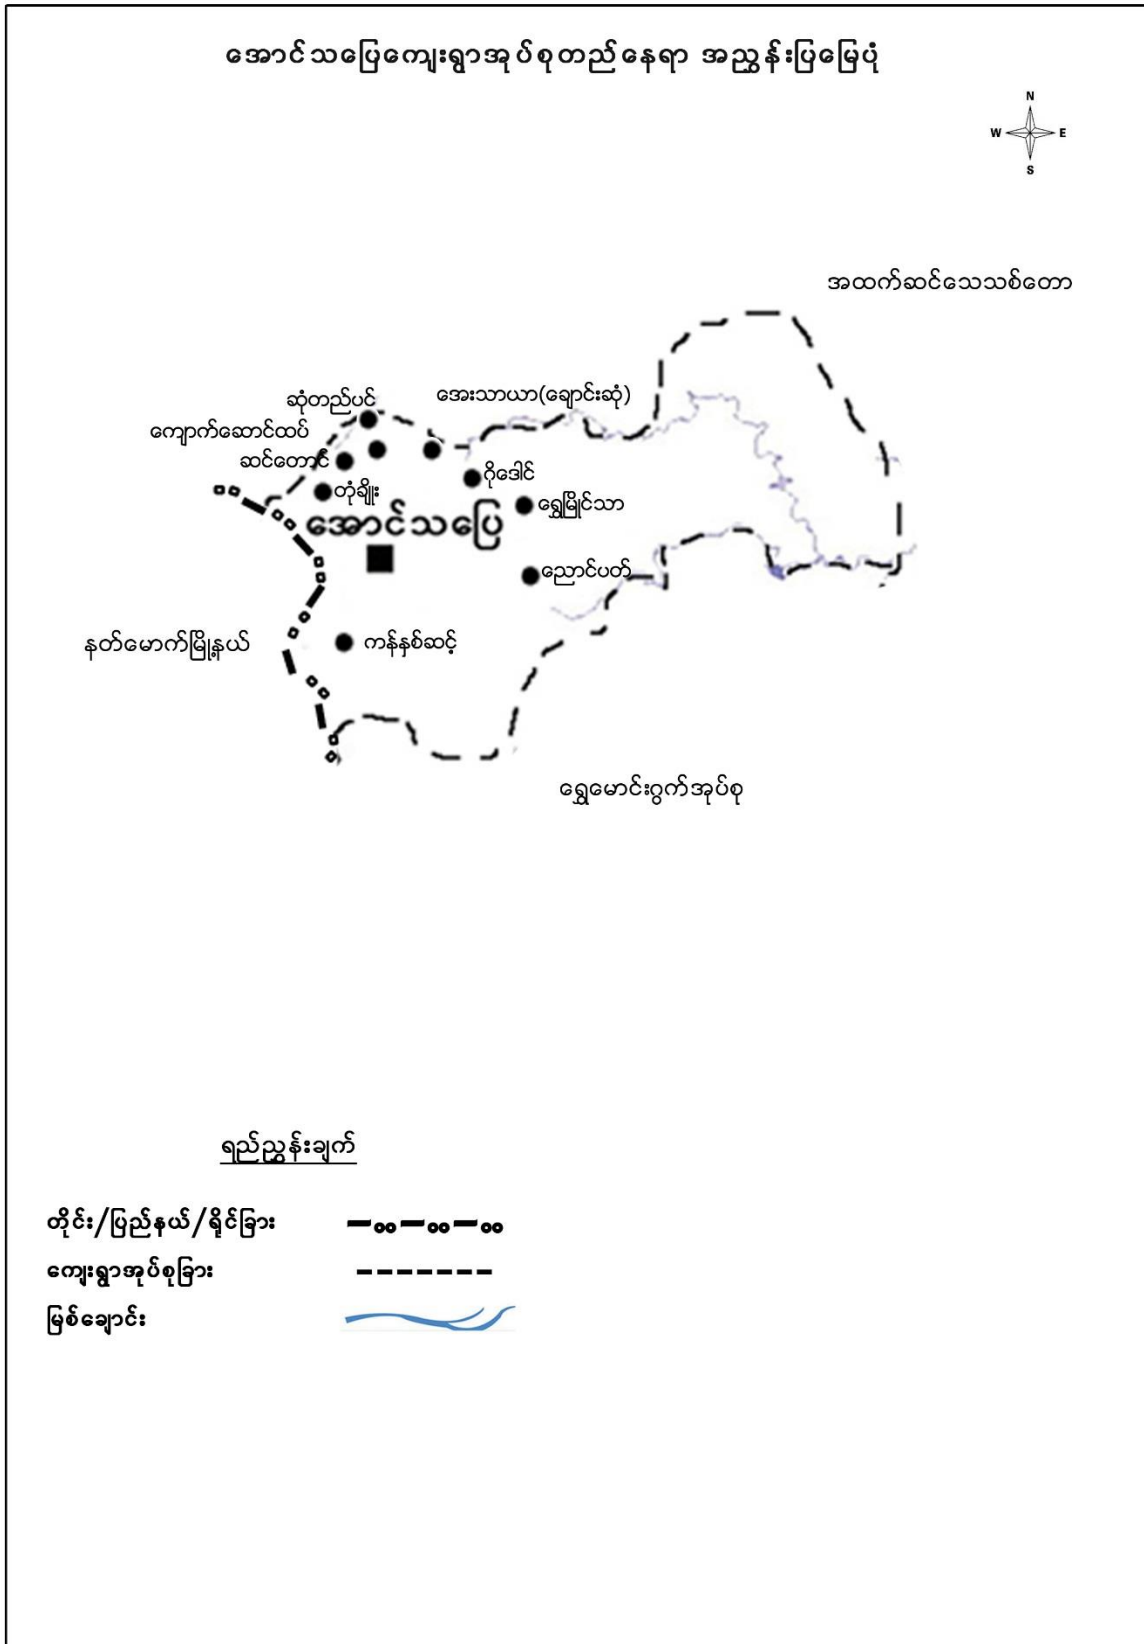 အောင်သပြေကျေးရွာအုပ်စုတည်နေရာ အညွှန်းပြမြေပုံ
N
W E
S
အထက်ဆင်သေသစ်တော
ဆုံတည်ပင်
အေးသာယာ(ချောင်းဆုံ)
ကျောက်ဆောင်ထပ်
ဆင်တောင်
ဂိုဒေါင်
တုံချိုး
ရွှေမြိုင်သာ
အောင်သပြေ
ညောင်ပတ်
နတ်မောက်မြို့နယ်
ကန်နှစ်ဆင့်
ရွှေမောင်းဂွက်အုပ်စု
ရည်ညွှန်းချက်
တိုင်း/ပြည်နယ်/ရိုင်ခြား
ကျေးရွာအုပ်စုခြား
မြစ်ချောင်း